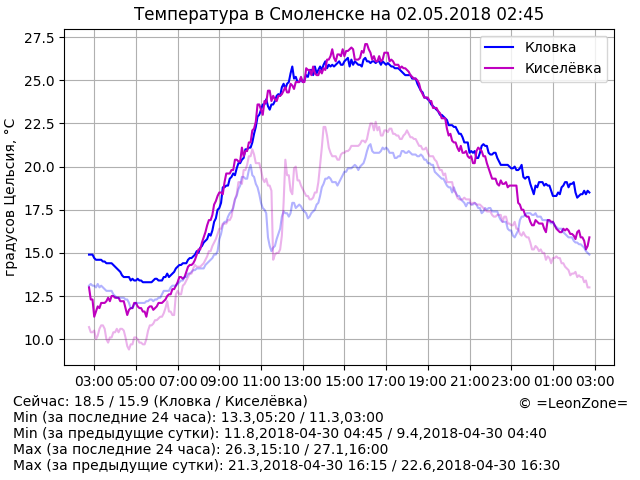 Температура в Смоленске на 02.05.2018 02:45
27.5
25.0
22.5
20.0
17.5
15.0
12.5
10.0
градусов Цельсия, °C
Кловка
Киселёвка
03:00 05:00 07:00 09:00 11:00 13:00 15:00 17:00 19:00 21:00 23:00 01:00 03:00
Сейчас: 18.5 / 15.9 (Кловка / Киселёвка)
© =LeonZone=
Min (за последние 24 часа): 13.3,05:20 / 11.3,03:00
Min (за предыдущие сутки): 11.8,2018-04-30 04:45 / 9.4,2018-04-30 04:40
Max (за последние 24 часа): 26.3,15:10 / 27.1,16:00
Max (за предыдущие сутки): 21.3,2018-04-30 16:15 / 22.6,2018-04-30 16:30